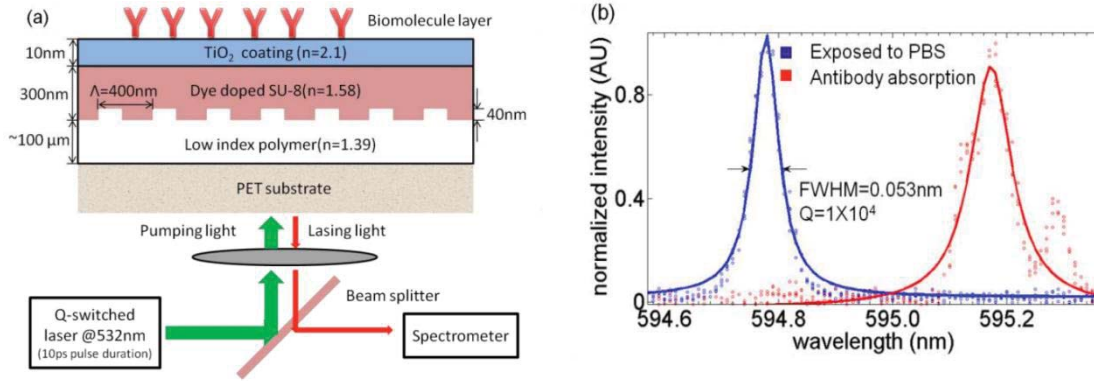 (a)
Biomolecule layer
10nm
TiO₂ coating (n=2.1)
300nm
Λ=400nm
Dye doped SU-8(n=1.58)
40nm
~100 μm
Low index polymer(n=1.39)
PET substrate
Pumping light
Lasing light
Beam splitter
Q-switched
laser @532nm
(10ps pulse duration)
Spectrometer
(b)
normalized intensity (AU)
0.8
0.4
0
Exposed to PBS
Antibody absorption
FWHM=0.053nm
Q=1X10⁴
594.6 594.8 595.0 595.2
wavelength (nm)